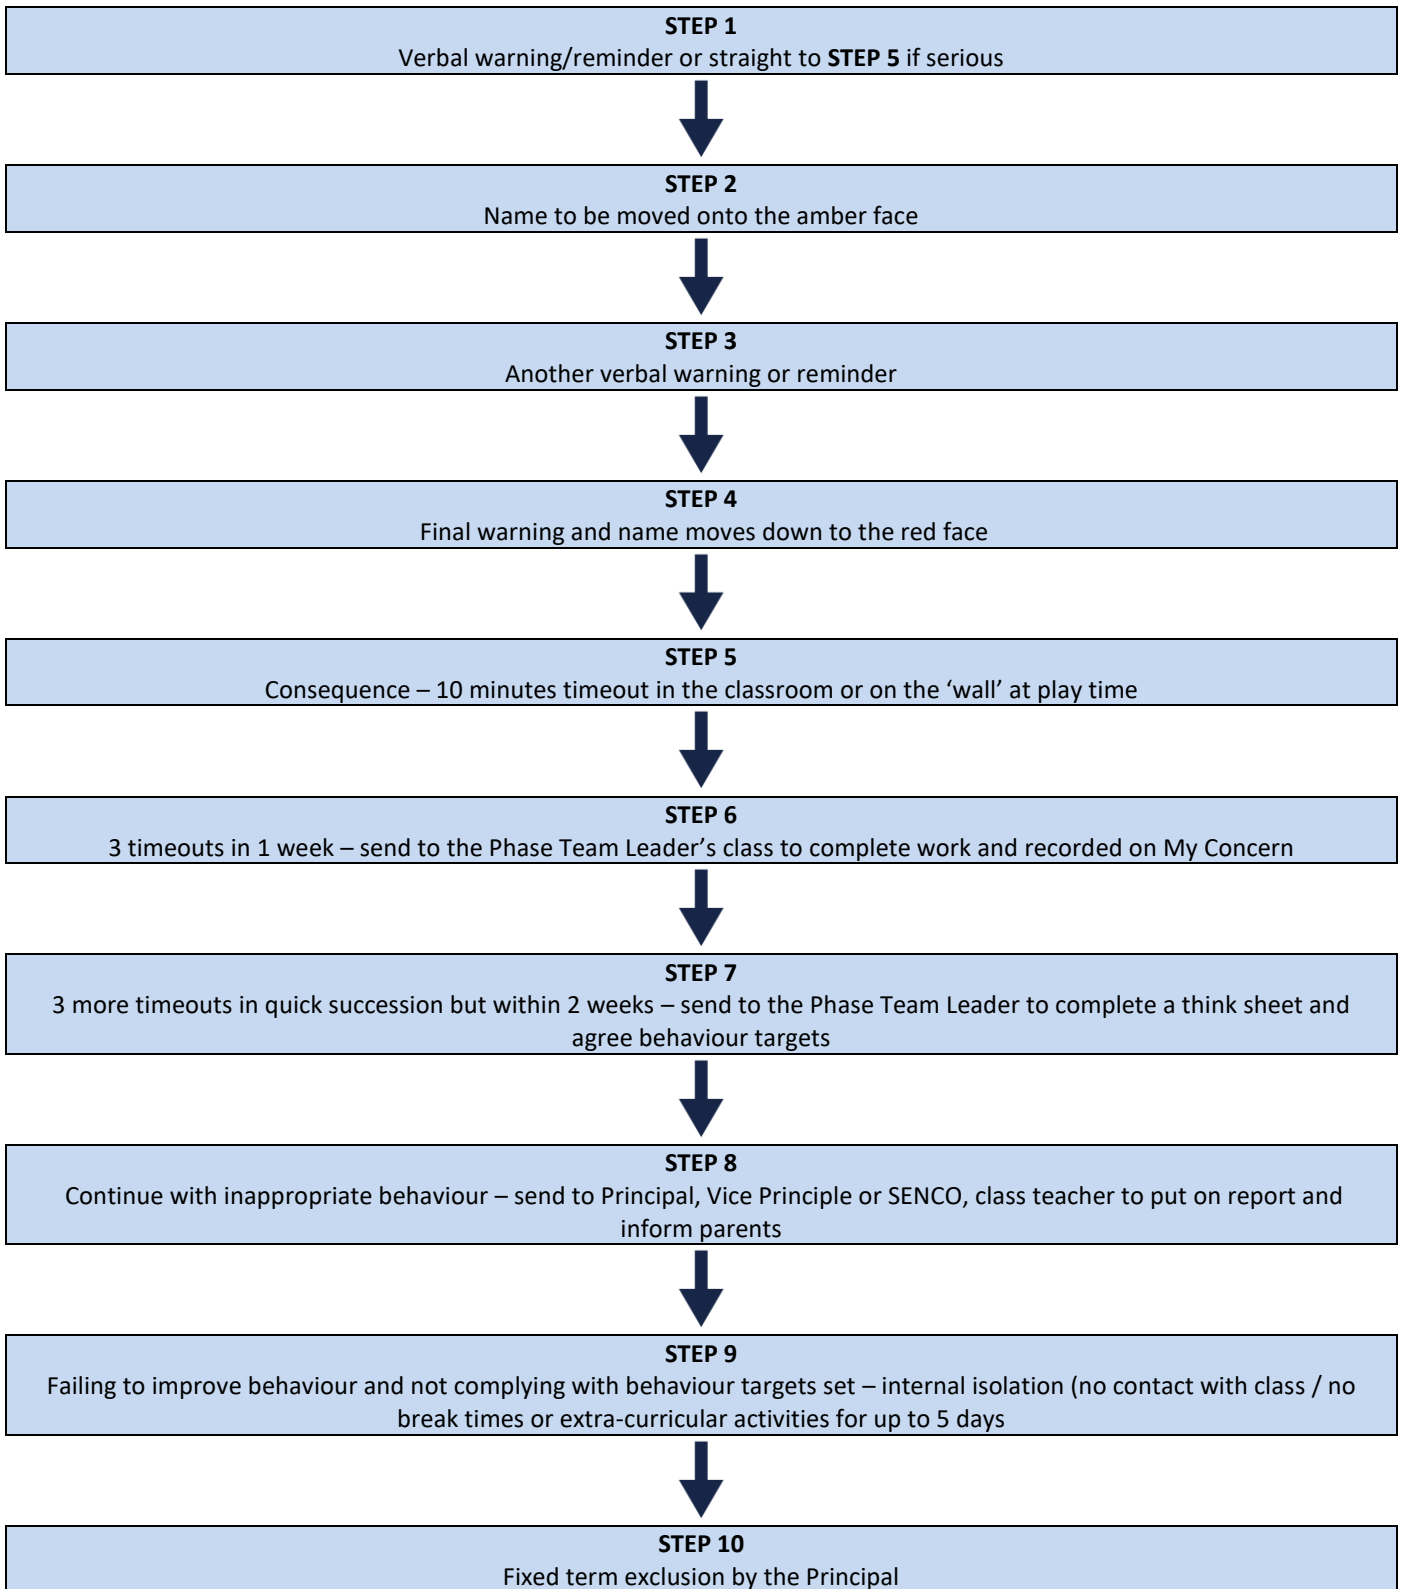 STEP 1
Verbal warning/reminder or straight to STEP 5 if serious
STEP 2
Name to be moved onto the amber face
STEP 3
Another verbal warning or reminder
STEP 4
Final warning and name moves down to the red face
STEP 5
Consequence – 10 minutes timeout in the classroom or on the ‘wall’ at play time
STEP 6
3 timeouts in 1 week – send to the Phase Team Leader’s class to complete work and recorded on My Concern
STEP 7
3 more timeouts in quick succession but within 2 weeks – send to the Phase Team Leader to complete a think sheet and
agree behaviour targets
STEP 8
Continue with inappropriate behaviour – send to Principal, Vice Principle or SENCO, class teacher to put on report and
inform parents
STEP 9
Failing to improve behaviour and not complying with behaviour targets set – internal isolation (no contact with class / no
break times or extra-curricular activities for up to 5 days
STEP 10
Fixed term exclusion by the Principal